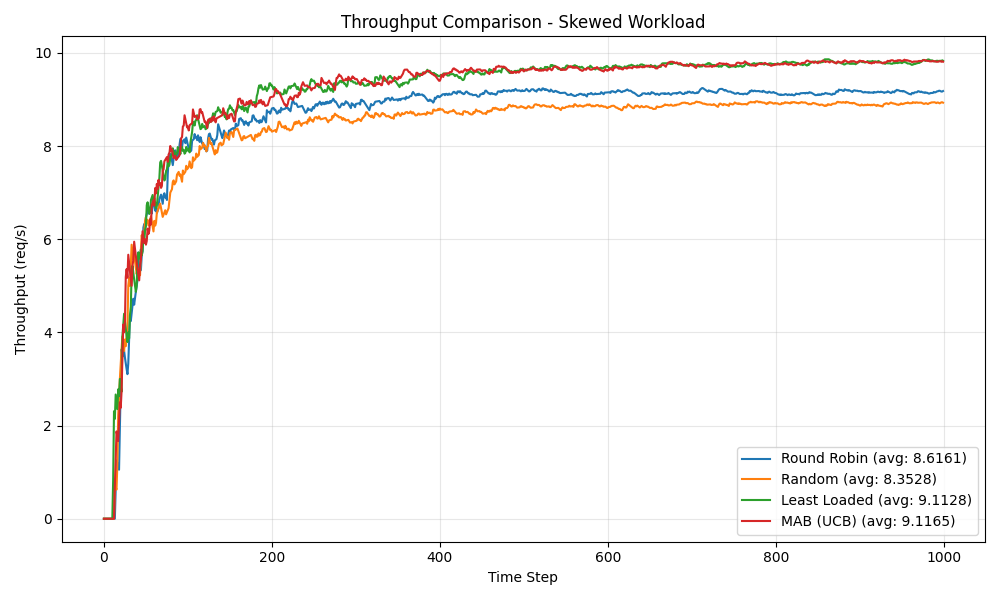 Throughput Comparison - Skewed Workload
Throughput (req/s)
10
8
6
4
2
0
0 200 400 600 800 1000
Time Step
Round Robin (avg: 8.6161)
Random (avg: 8.3528)
Least Loaded (avg: 9.1128)
MAB (UCB) (avg: 9.1165)